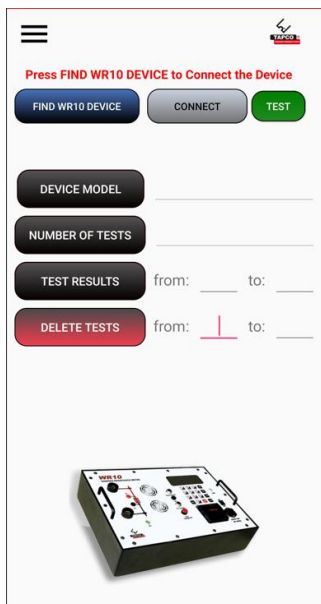 TAPCO
Press FIND WR10 DEVICE to Connect the Device
FIND WR10 DEVICE CONNECT TEST
DEVICE MODEL
NUMBER OF TESTS
TEST RESULTS from: to:
DELETE TESTS from: to:
WR10